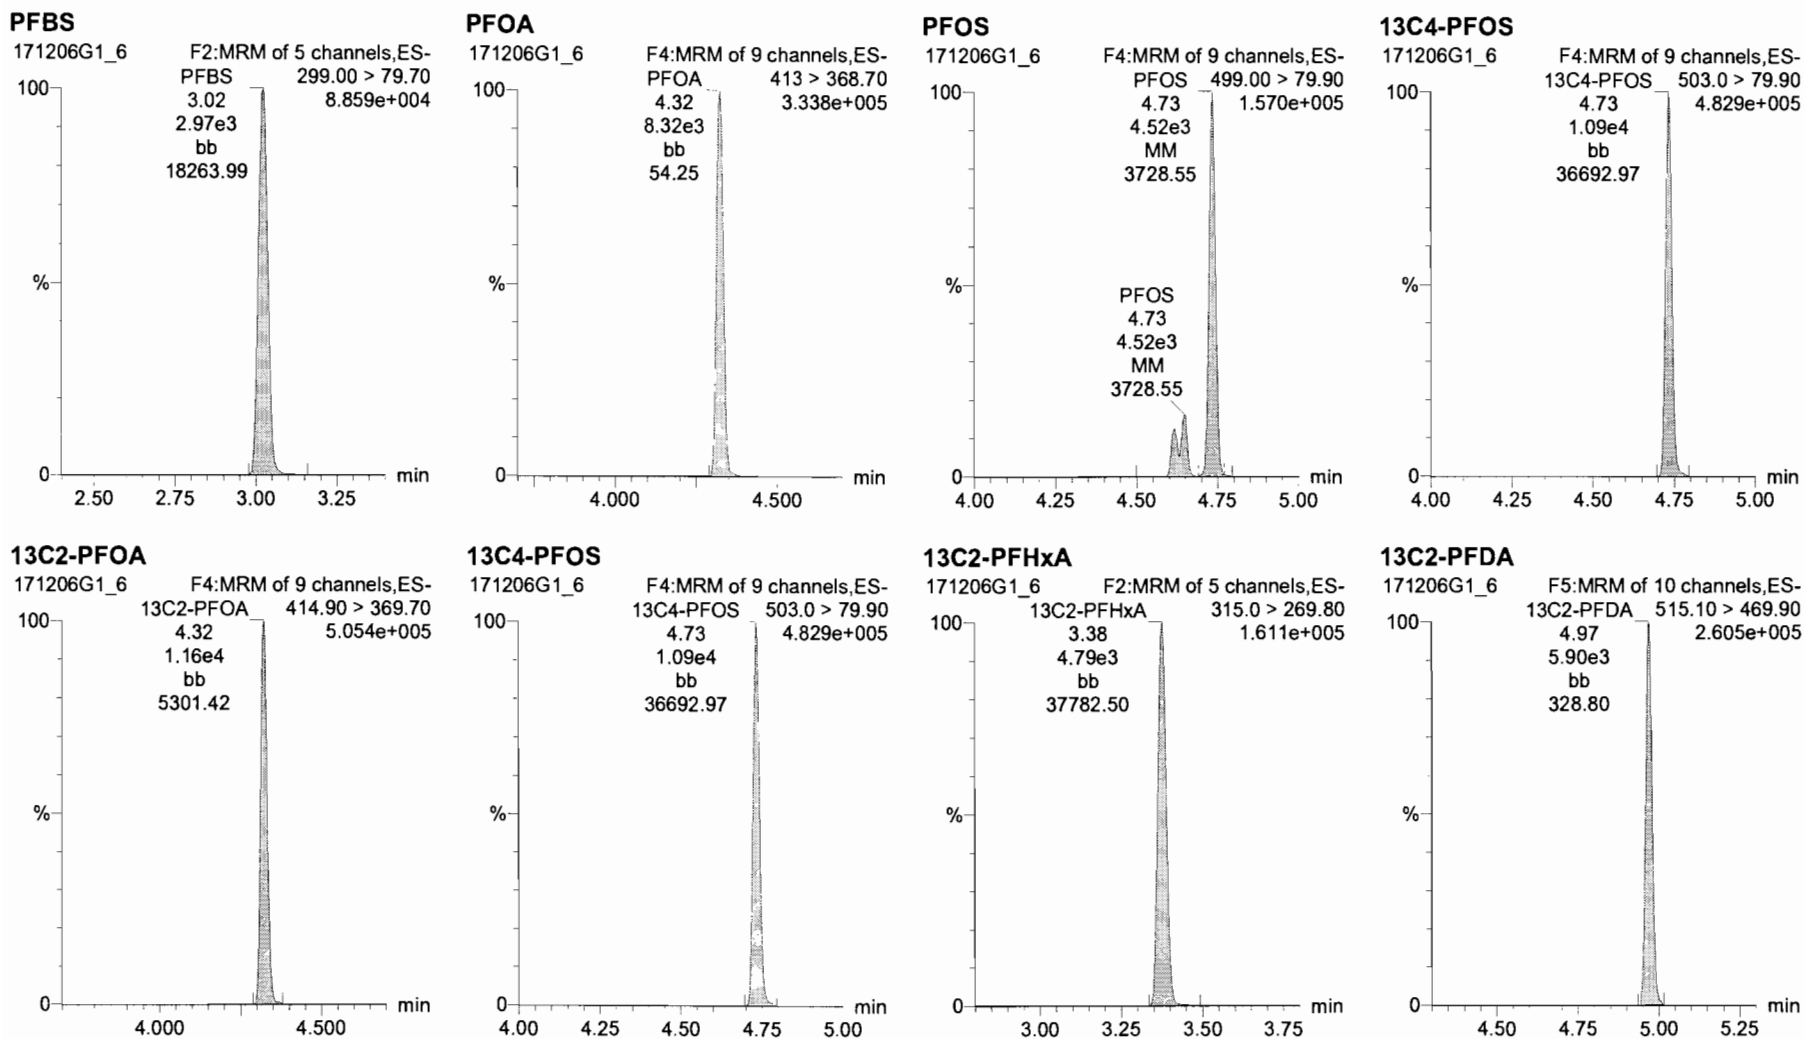 PFBS
171206G1_6 F2:MRM of 5 channels,ES-
PFBS 299.00 > 79.70
3.02 8.859e+004
2.97e3
bb
18263.99
100
%
0
min
2.50 2.75 3.00 3.25
PFOA
171206G1_6 F4:MRM of 9 channels,ES-
PFOA 413 > 368.70
4.32 3.338e+005
8.32e3
bb
54.25
100
%
0
min
4.000 4.500
PFOS
171206G1_6 F4:MRM of 9 channels,ES-
PFOS 499.00 > 79.90
4.73 1.570e+005
4.52e3
MM
3728.55
100
PFOS
4.73
4.52e3
MM
3728.55
%
0
min
4.00 4.25 4.50 4.75 5.00
13C4-PFOS
171206G1_6 F4:MRM of 9 channels,ES-
13C4-PFOS 503.0 > 79.90
4.73 4.829e+005
1.09e4
bb
36692.97
100
%
0
min
4.00 4.25 4.50 4.75 5.00
13C2-PFOA
171206G1_6 F4:MRM of 9 channels,ES-
13C2-PFOA 414.90 > 369.70
4.32 5.054e+005
1.16e4
bb
5301.42
100
%
0
min
4.000 4.500
13C4-PFOS
171206G1_6 F4:MRM of 9 channels,ES-
13C4-PFOS 503.0 > 79.90
4.73 4.829e+005
1.09e4
bb
36692.97
100
%
0
min
4.00 4.25 4.50 4.75 5.00
13C2-PFHxA
171206G1_6 F2:MRM of 5 channels,ES-
13C2-PFHxA 315.0 > 269.80
3.38 1.611e+005
4.79e3
bb
37782.50
100
%
0
min
3.00 3.25 3.50 3.75
13C2-PFDA
171206G1_6 F5:MRM of 10 channels,ES-
13C2-PFDA 515.10 > 469.90
4.97 2.605e+005
5.90e3
bb
328.80
100
%
0
min
4.50 4.75 5.00 5.25